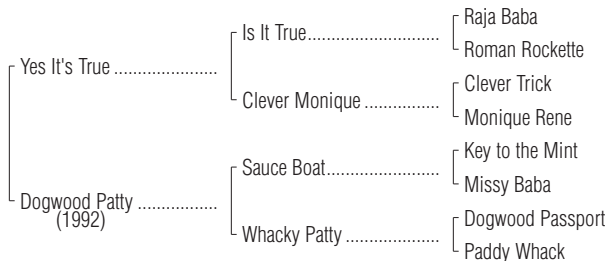 Raja Baba
Is It True
Roman Rockette
Yes It's True
Clever Trick
Clever Monique
Monique Rene
Key to the Mint
Sauce Boat
Missy Baba
Dogwood Patty
(1992)
Dogwood Passport
Whacky Patty
Paddy Whack